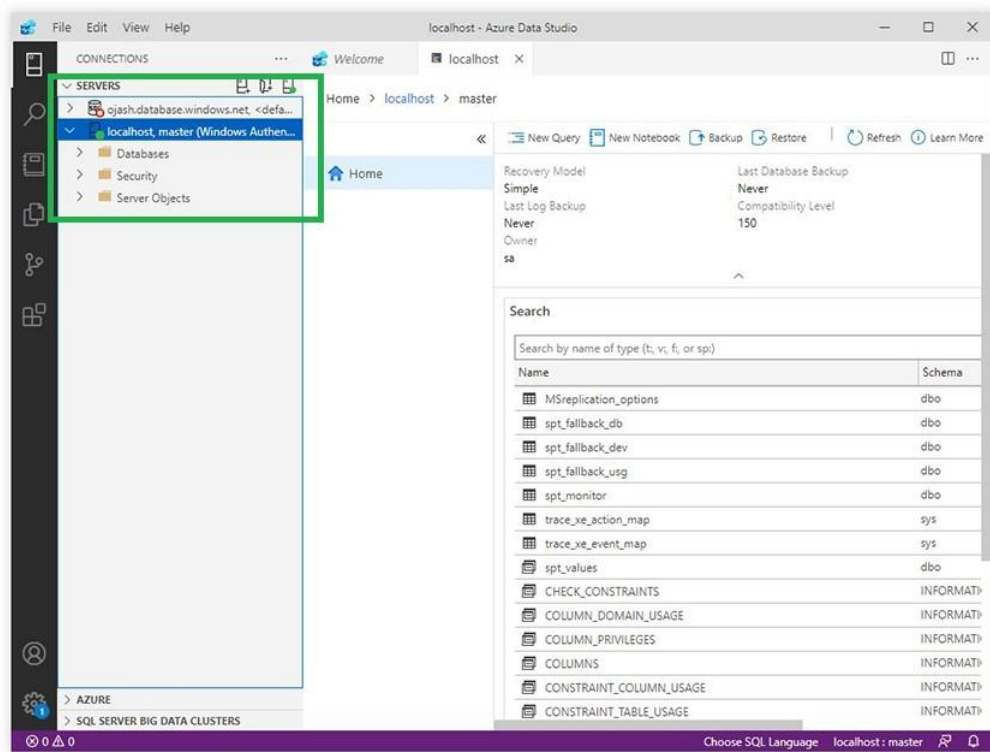 File Edit View Help localhost - Azure Data Studio
CONNECTIONS ... Welcome localhost
SERVERS
ojash.database.windows.net, <defa...
localhost, master (Windows Authen...
Databases
Security
Server Objects
AZURE
SQL SERVER BIG DATA CLUSTERS
Home > localhost > master
Home
New Query New Notebook Backup Restore Refresh Learn More
Recovery Model Last Database Backup
Simple Never
Last Log Backup Compatibility Level
Never 150
Owner
sa
Search
Search by name of type (t:, v:, f:, or sp:)
Name Schema
MSreplication_options dbo
spt_fallback_db dbo
spt_fallback_dev dbo
spt_fallback_usg dbo
spt_monitor dbo
trace_xe_action_map sys
trace_xe_event_map sys
spt_values dbo
CHECK_CONSTRAINTS INFORMATI
COLUMN_DOMAIN_USAGE INFORMATI
COLUMN_PRIVILEGES INFORMATI
COLUMNS INFORMATI
CONSTRAINT_COLUMN_USAGE INFORMATI
CONSTRAINT_TABLE_USAGE INFORMATI
1
0 0 Choose SQL Language localhost : master